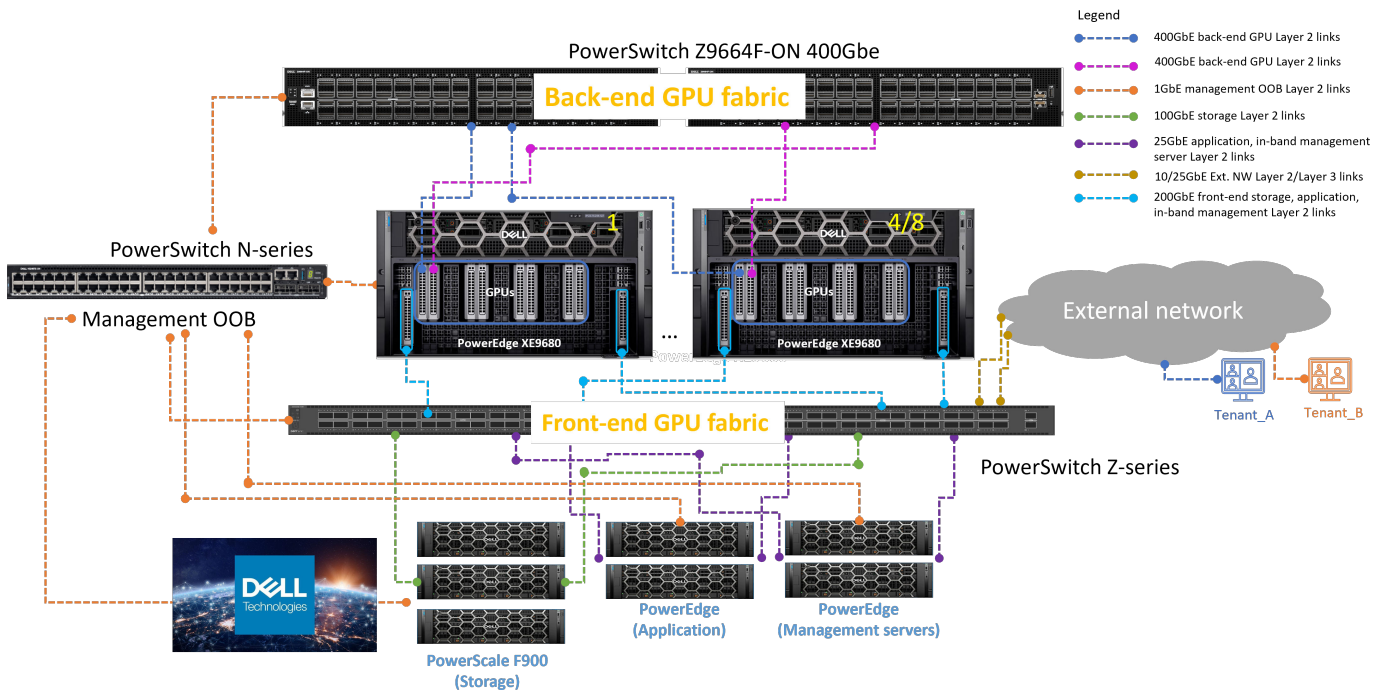 Legend
400GbE back-end GPU Layer 2 links
400GbE back-end GPU Layer 2 links
1GbE management OOB Layer 2 links
100GbE storage Layer 2 links
25GbE application, in-band management
server Layer 2 links
10/25GbE Ext. NW Layer 2/Layer 3 links
200GbE front-end storage, application,
in-band management Layer 2 links
PowerSwitch Z9664F-ON 400Gbe
Back-end GPU fabric
PowerSwitch N-series
Management OOB
1
DELL
GPUs
PowerEdge XE9680
...
4/8
DELL
GPUs
PowerEdge XE9680
External network
Tenant_A
Tenant_B
Front-end GPU fabric
PowerSwitch Z-series
DELL
Technologies
PowerScale F900
(Storage)
PowerEdge
(Application)
PowerEdge
(Management servers)